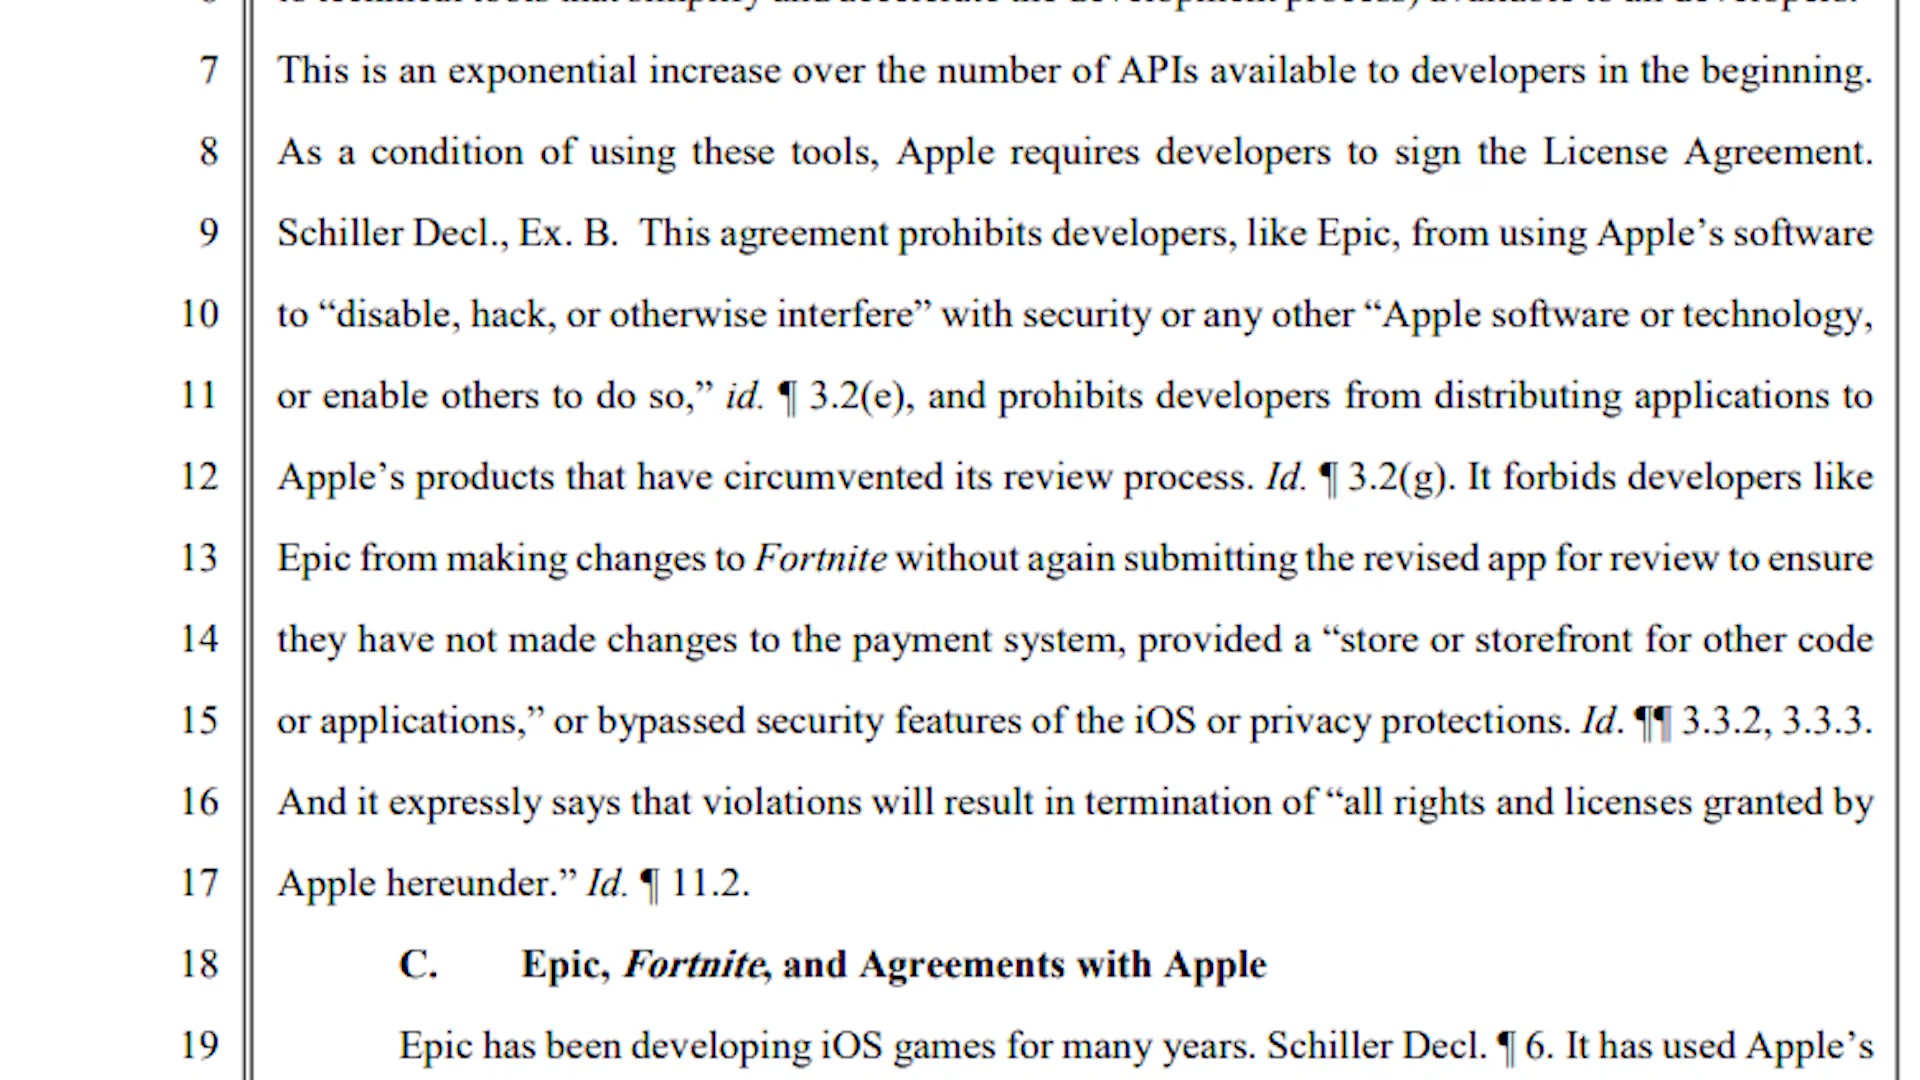 7 This is an exponential increase over the number of APIs available to developers in the beginning.
8 As a condition of using these tools, Apple requires developers to sign the License Agreement.
9 Schiller Decl., Ex. B.  This agreement prohibits developers, like Epic, from using Apple’s software
10 to “disable, hack, or otherwise interfere” with security or any other “Apple software or technology,
11 or enable others to do so,” id. ¶ 3.2(e), and prohibits developers from distributing applications to
12 Apple’s products that have circumvented its review process. Id. ¶ 3.2(g). It forbids developers like
13 Epic from making changes to Fortnite without again submitting the revised app for review to ensure
14 they have not made changes to the payment system, provided a “store or storefront for other code
15 or applications,” or bypassed security features of the iOS or privacy protections. Id. ¶¶ 3.3.2, 3.3.3.
16 And it expressly says that violations will result in termination of “all rights and licenses granted by
17 Apple hereunder.” Id. ¶ 11.2.
18 C. Epic, Fortnite, and Agreements with Apple
19 Epic has been developing iOS games for many years. Schiller Decl. ¶ 6. It has used Apple’s